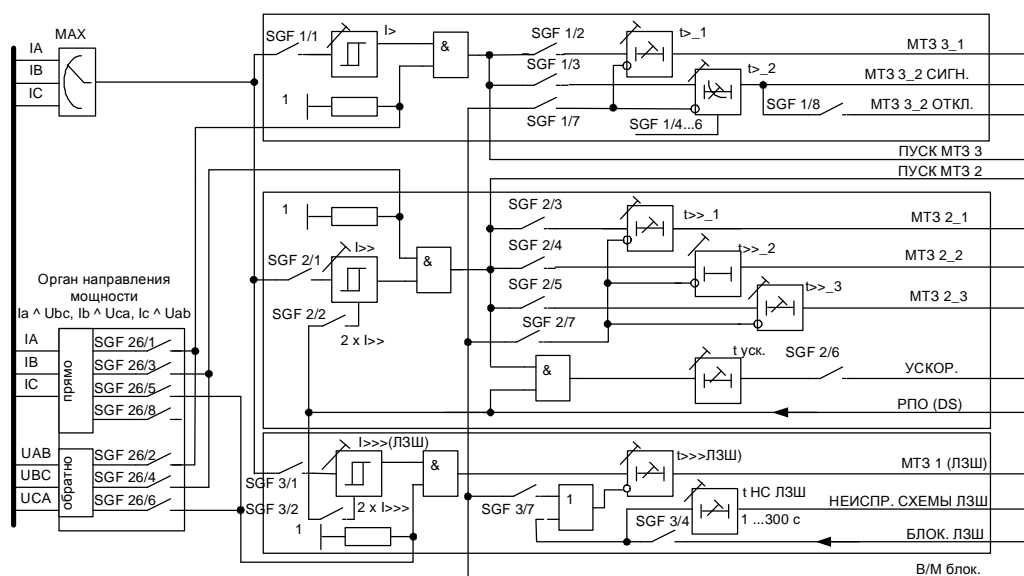 MAX
IA
IB
IC
SGF 1/1
I>
&
1
SGF 1/2
SGF 1/3
SGF 1/7
t>_1
t>_2
SGF 1/4...6
SGF 1/8
МТЗ 3_1
МТЗ 3_2 СИГН.
МТЗ 3_2 ОТКЛ.
ПУСК МТЗ 3
ПУСК МТЗ 2
1
SGF 2/1
I>>
&
SGF 2/2
2 x I>>
SGF 2/3
SGF 2/4
SGF 2/5
SGF 2/7
t>>_1
t>>_2
t>>_3
МТЗ 2_1
МТЗ 2_2
МТЗ 2_3
&
t уск.
SGF 2/6
УСКОР.
РПО (DS)
Орган направления
мощности
Ia ^ Ubc, Ib ^ Uca, Ic ^ Uab
IA
IB
IC
прямо
SGF 26/1
SGF 26/3
SGF 26/5
SGF 26/8
UAB
UBC
UCA
обратно
SGF 26/2
SGF 26/4
SGF 26/6
I>>>(ЛЗШ)
&
SGF 3/1
SGF 3/2
2 x I>>>
1
SGF 3/7
1
t>>>ЛЗШ)
МТЗ 1 (ЛЗШ)
t НС ЛЗШ
НЕИСПР. СХЕМЫ ЛЗШ
SGF 3/4
1 ...300 с
БЛОК. ЛЗШ
В/М блок.